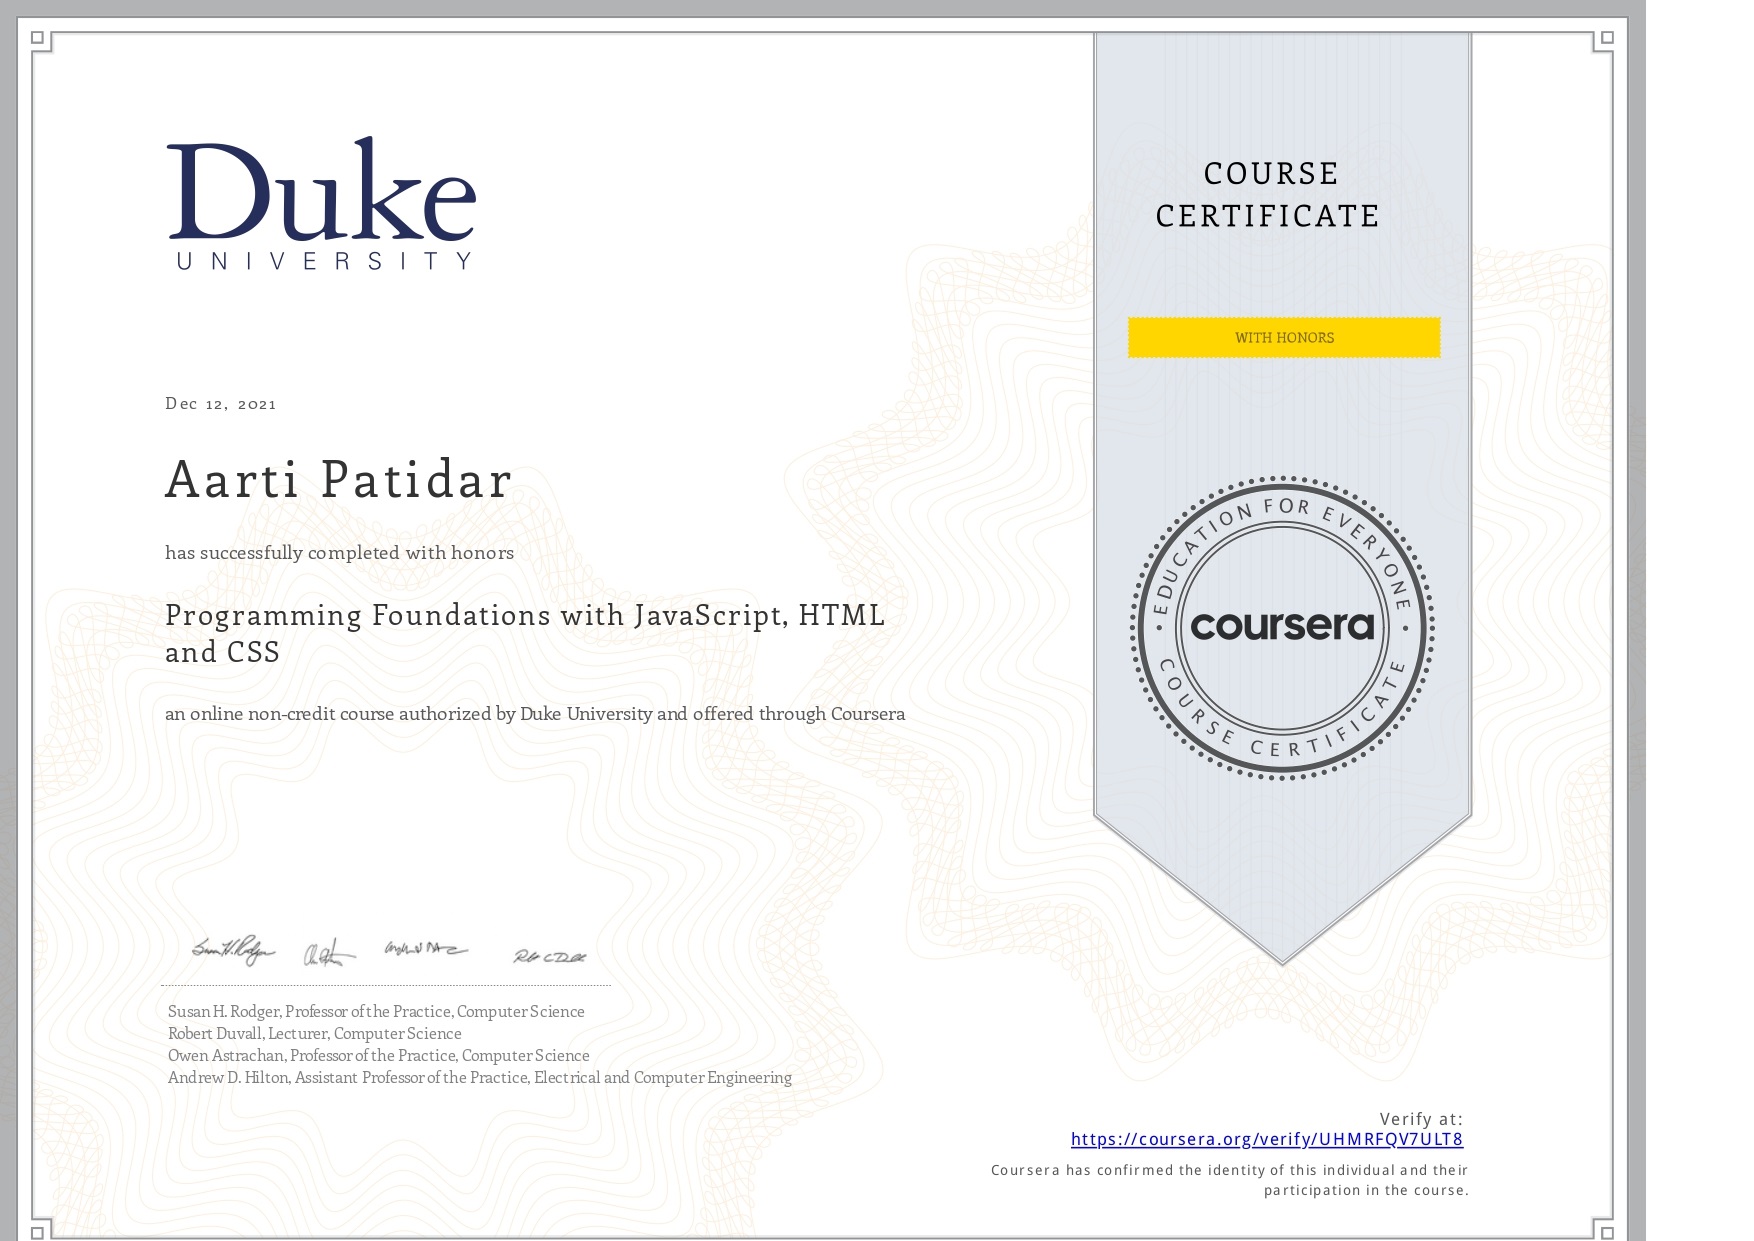 Duke
UNIVERSITY
COURSE
CERTIFICATE
WITH HONORS
Dec 12, 2021
Aarti Patidar
has successfully completed with honors
Programming Foundations with JavaScript, HTML
and CSS
an online non-credit course authorized by Duke University and offered through Coursera
EDUCATION FOR EVERYONE
coursera
COURSE CERTIFICATE
Susan H. Rodger, Professor of the Practice, Computer Science
Robert Duvall, Lecturer, Computer Science
Owen Astrachan, Professor of the Practice, Computer Science
Andrew D. Hilton, Assistant Professor of the Practice, Electrical and Computer Engineering
Verify at:
https://coursera.org/verify/UHMRFQV7ULT8
Coursera has confirmed the identity of this individual and their
participation in the course.